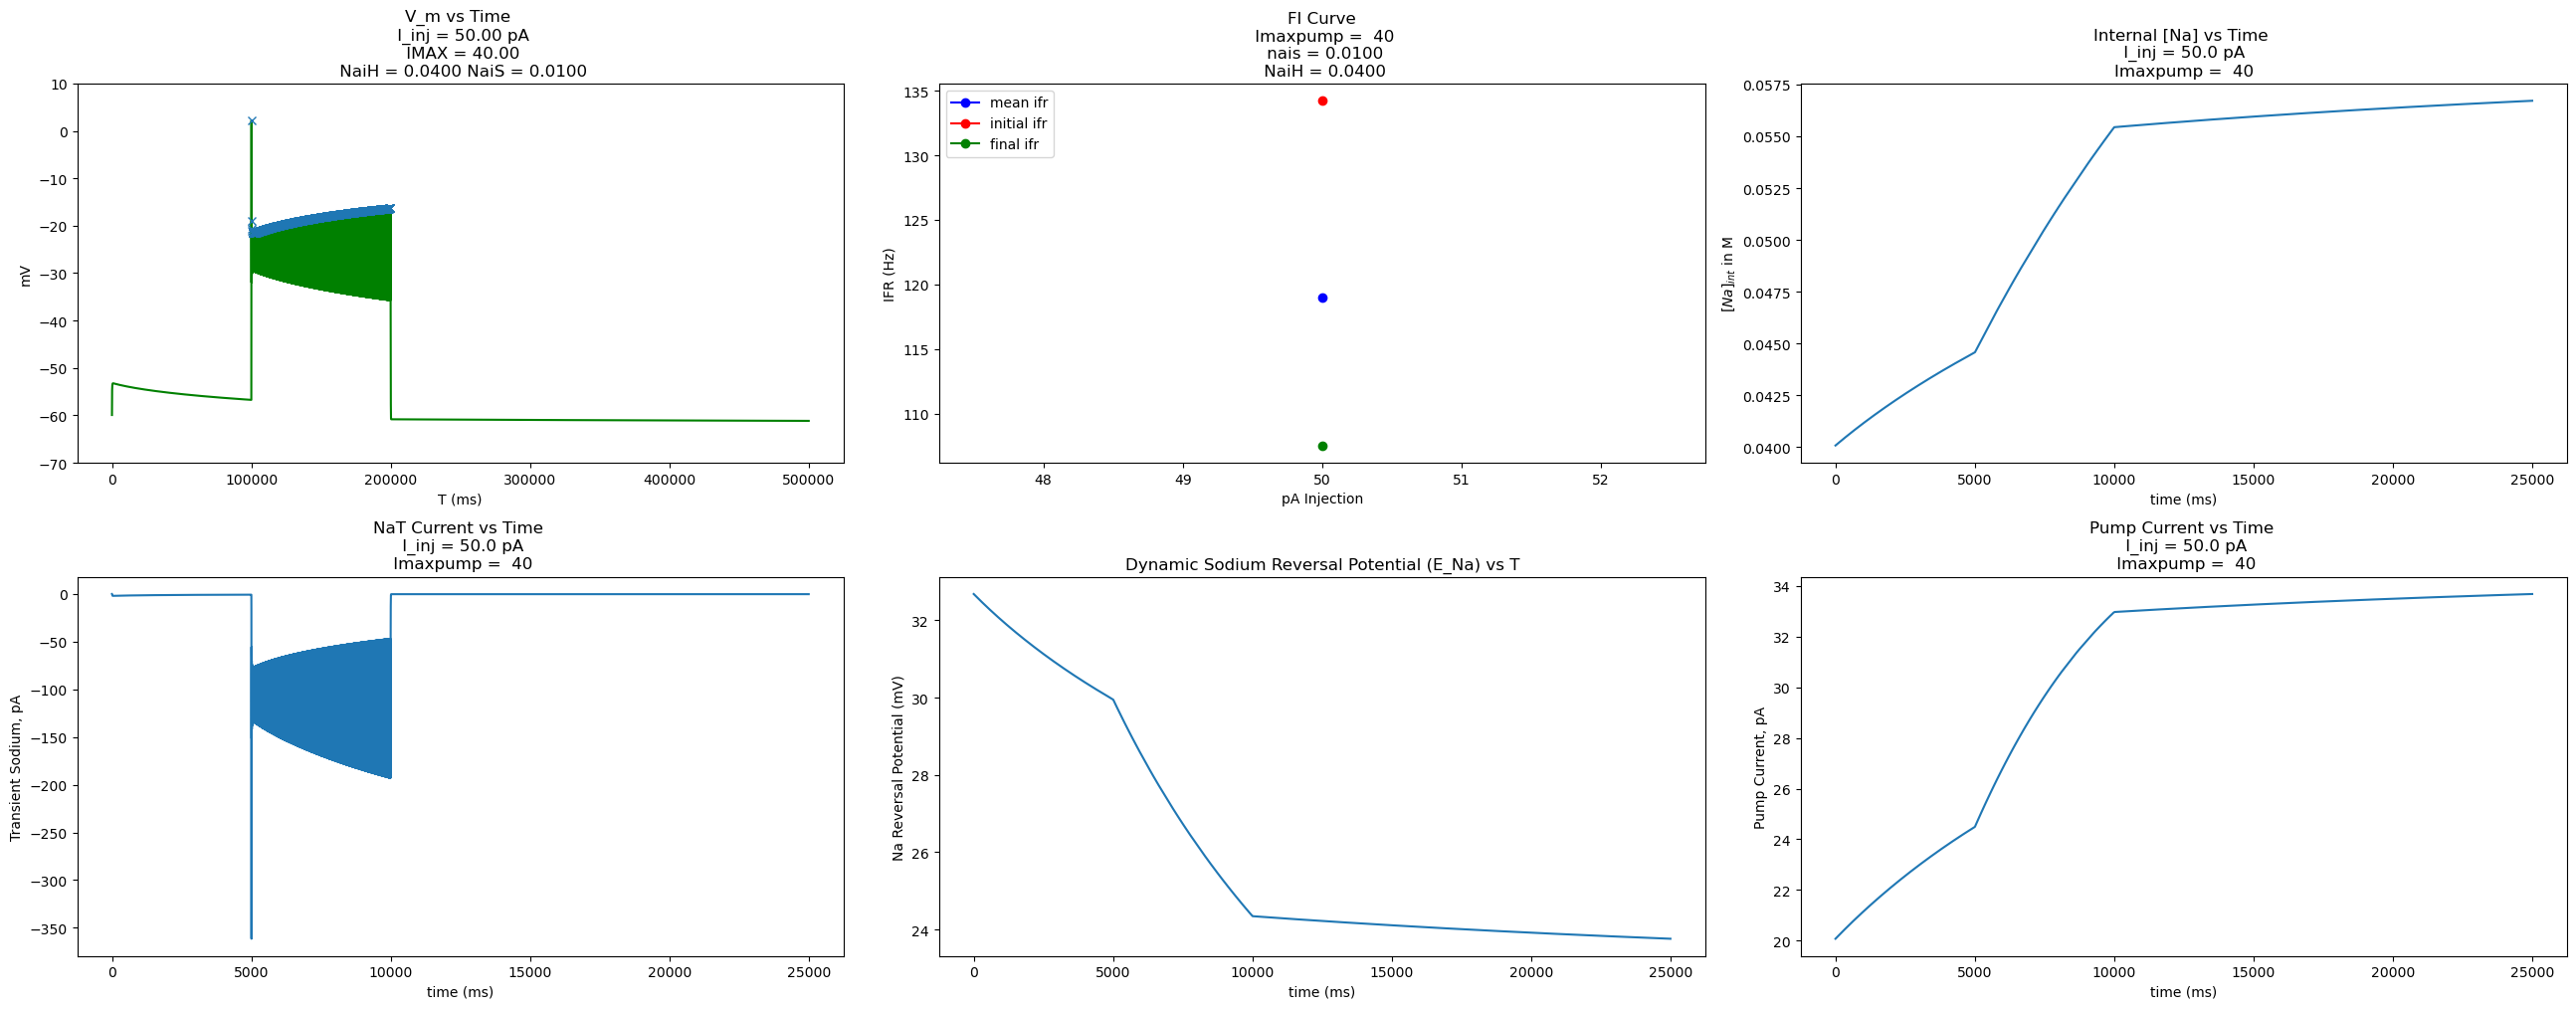 V_m vs Time
I_inj = 50.00 pA
IMAX = 40.00
NaiH = 0.0400 NaiS = 0.0100
10
0
−10
−20
−30
−40
−50
−60
−70
mV
0
100000
200000
300000
400000
500000
T (ms)
FI Curve
Imaxpump =  40
nais = 0.0100
NaiH = 0.0400
mean ifr
initial ifr
final ifr
135
130
125
120
115
110
IFR (Hz)
48
49
50
51
52
pA Injection
Internal [Na] vs Time
I_inj = 50.0 pA
Imaxpump =  40
0.0575
0.0550
0.0525
0.0500
0.0475
0.0450
0.0425
0.0400
[Na]int in M
0
5000
10000
15000
20000
25000
time (ms)
NaT Current vs Time
I_inj = 50.0 pA
Imaxpump =  40
0
−50
−100
−150
−200
−250
−300
−350
Transient Sodium, pA
0
5000
10000
15000
20000
25000
time (ms)
Dynamic Sodium Reversal Potential (E_Na) vs T
32
30
28
26
24
Na Reversal Potential (mV)
0
5000
10000
15000
20000
25000
time (ms)
Pump Current vs Time
I_inj = 50.0 pA
Imaxpump =  40
34
32
30
28
26
24
22
20
Pump Current, pA
0
5000
10000
15000
20000
25000
time (ms)